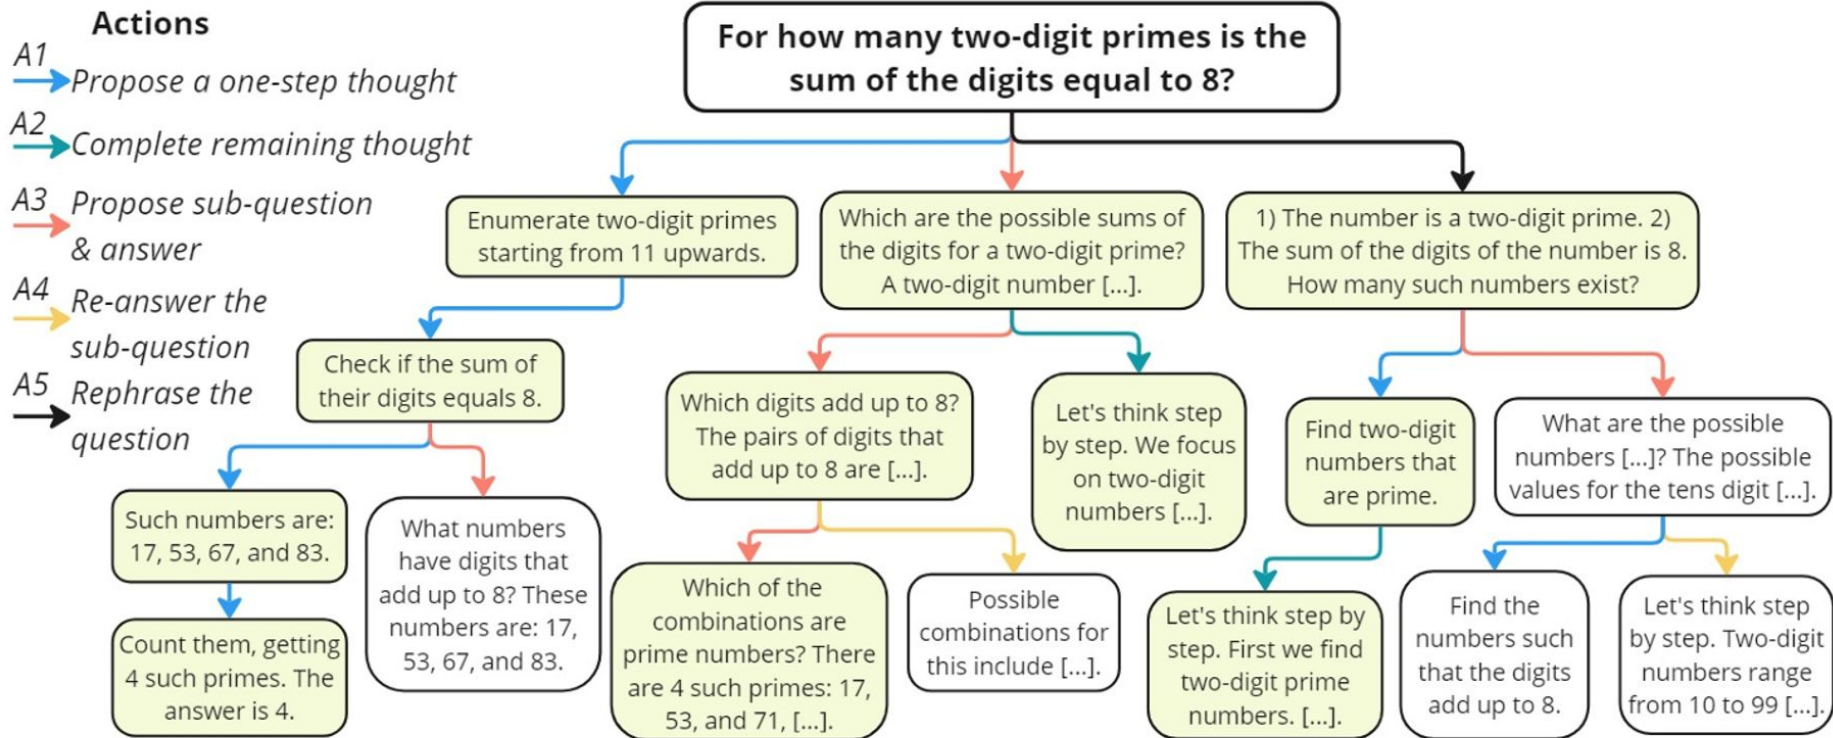 Actions
A1
Propose a one-step thought
A2
Complete remaining thought
A3
Propose sub-question
& answer
A4
Re-answer the
sub-question
A5
Rephrase the
question
For how many two-digit primes is the
sum of the digits equal to 8?
Enumerate two-digit primes
starting from 11 upwards.
Which are the possible sums of
the digits for a two-digit prime?
A two-digit number [...].
1) The number is a two-digit prime. 2)
The sum of the digits of the number is 8.
How many such numbers exist?
Check if the sum of
their digits equals 8.
Which digits add up to 8?
The pairs of digits that
add up to 8 are [...].
Let's think step
by step. We focus
on two-digit
numbers [...].
Find two-digit
numbers that
are prime.
What are the possible
numbers [...]? The possible
values for the tens digit [...].
Such numbers are:
17, 53, 67, and 83.
What numbers
have digits that
add up to 8? These
numbers are: 17,
53, 67, and 83.
Which of the
combinations are
prime numbers? There
are 4 such primes: 17,
53, and 71, [...].
Possible
combinations for
this include [...].
Let's think step by
step. First we find
two-digit prime
numbers. [...].
Find the
numbers such
that the digits
add up to 8.
Let's think step
by step. Two-digit
numbers range
from 10 to 99 [...].
Count them, getting
4 such primes. The
answer is 4.